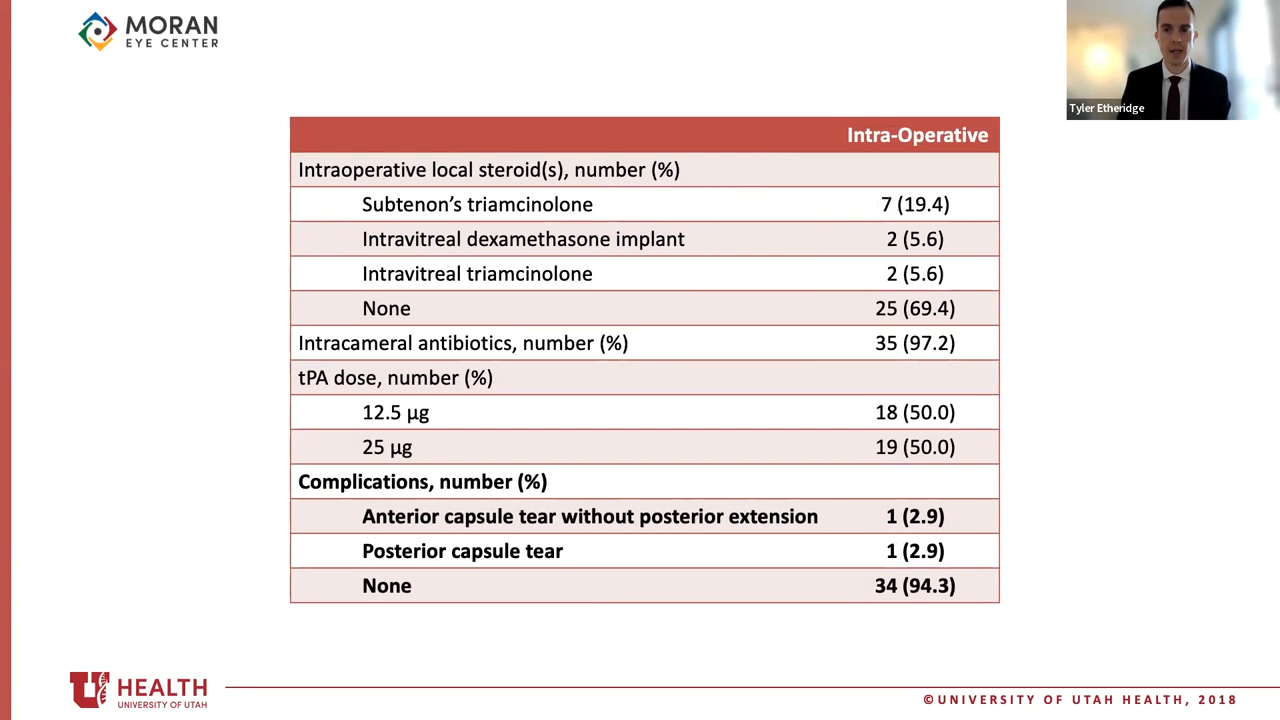 MORAN
EYE CENTER
Tyler Etheridge
Intra-Operative
Intraoperative local steroid(s), number (%)
Subtenon’s triamcinolone 7 (19.4)
Intravitreal dexamethasone implant 2 (5.6)
Intravitreal triamcinolone 2 (5.6)
None 25 (69.4)
Intracameral antibiotics, number (%) 35 (97.2)
tPA dose, number (%)
12.5 µg 18 (50.0)
25 µg 19 (50.0)
Complications, number (%)
Anterior capsule tear without posterior extension 1 (2.9)
Posterior capsule tear 1 (2.9)
None 34 (94.3)
U HEALTH
UNIVERSITY OF UTAH
©UNIVERSITY OF UTAH HEALTH, 2018